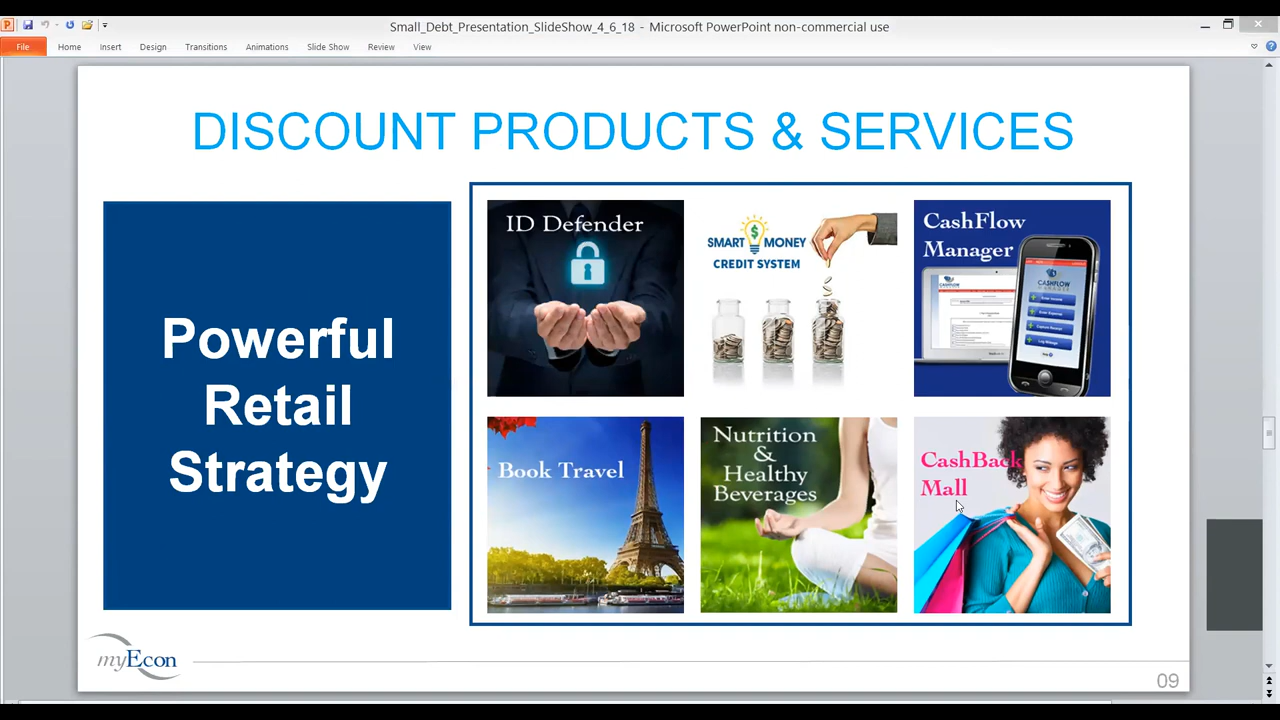 Small_Debt_Presentation_SlideShow_4_6_18 - Microsoft PowerPoint non-commercial use
File Home Insert Design Transitions Animations Slide Show Review View
DISCOUNT PRODUCTS & SERVICES
Powerful
Retail
Strategy
ID Defender
SMART MONEY
CREDIT SYSTEM
CashFlow
Manager
Book Travel
Nutrition
&
Healthy
Beverages
CashBack
Mall
myEcon
09